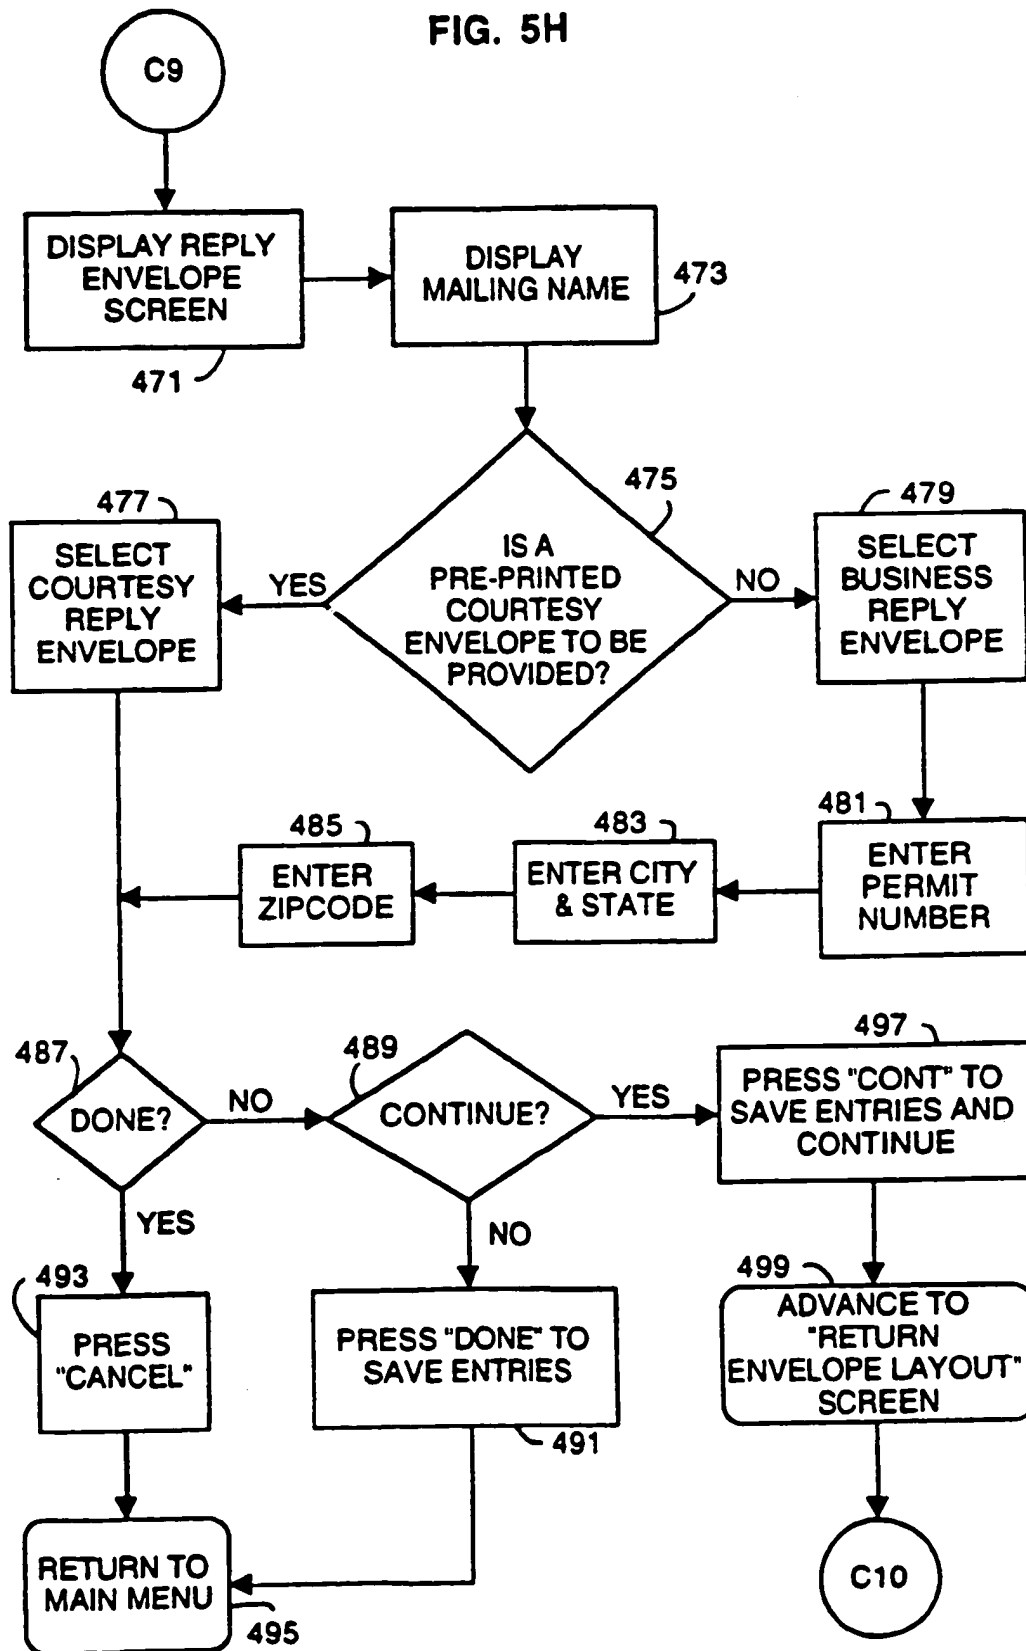 FIG. 5H
C9
DISPLAY REPLY
ENVELOPE
SCREEN
471
DISPLAY
MAILING NAME
473
475
IS A
PRE-PRINTED
COURTESY
ENVELOPE TO BE
PROVIDED?
YES
NO
477
SELECT
COURTESY
REPLY
ENVELOPE
479
SELECT
BUSINESS
REPLY
ENVELOPE
481
ENTER
PERMIT
NUMBER
483
ENTER CITY
& STATE
485
ENTER
ZIPCODE
487
DONE?
NO
YES
489
CONTINUE?
YES
NO
497
PRESS "CONT" TO
SAVE ENTRIES AND
CONTINUE
493
PRESS
"CANCEL"
PRESS "DONE" TO
SAVE ENTRIES
491
499
ADVANCE TO
"RETURN
ENVELOPE LAYOUT"
SCREEN
RETURN TO
MAIN MENU
495
C10